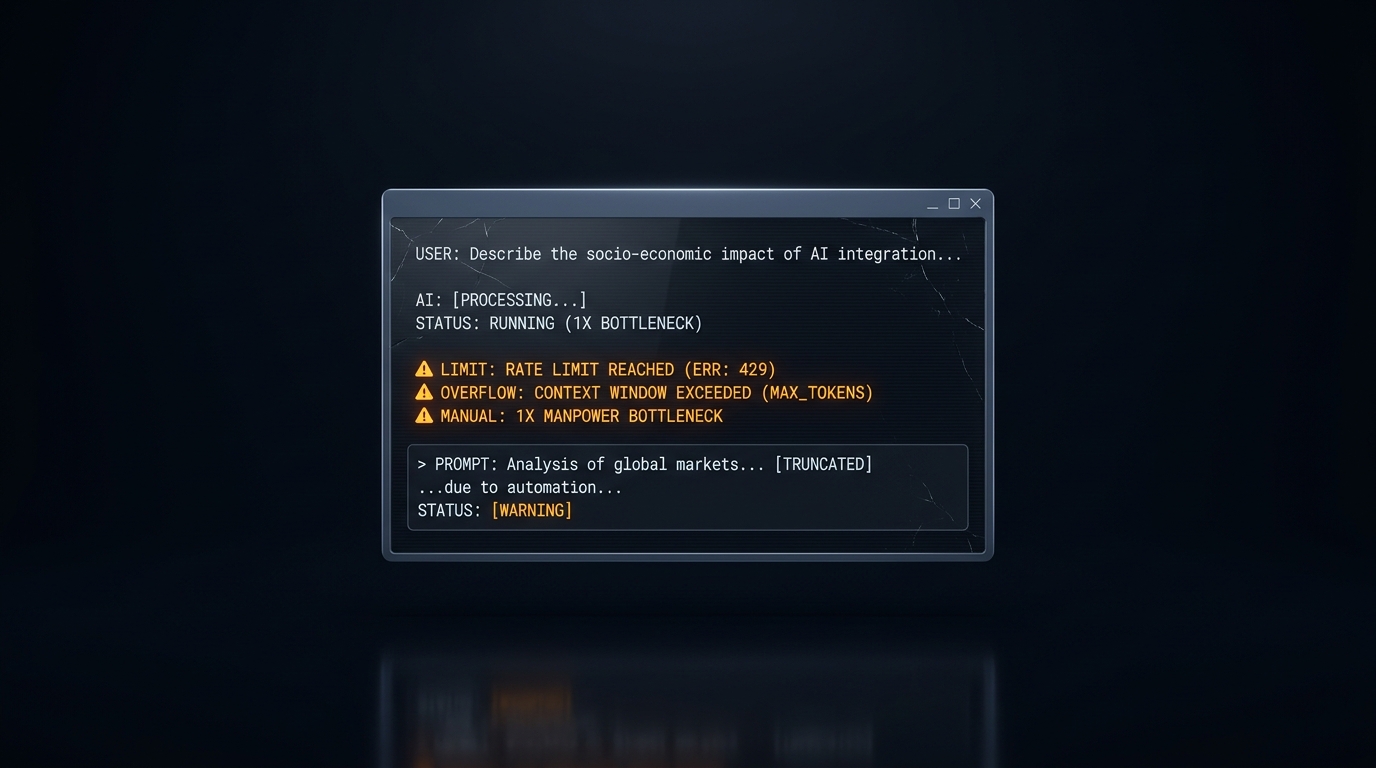 USER: Describe the socio-economic impact of AI integration...
AI: [PROCESSING...]
STATUS: RUNNING (1X BOTTLENECK)
LIMIT: RATE LIMIT REACHED (ERR: 429)
OVERFLOW: CONTEXT WINDOW EXCEEDED (MAX_TOKENS)
MANUAL: 1X MANPOWER BOTTLENECK
> PROMPT: Analysis of global markets... [TRUNCATED]
...due to automation...
STATUS: [WARNING]